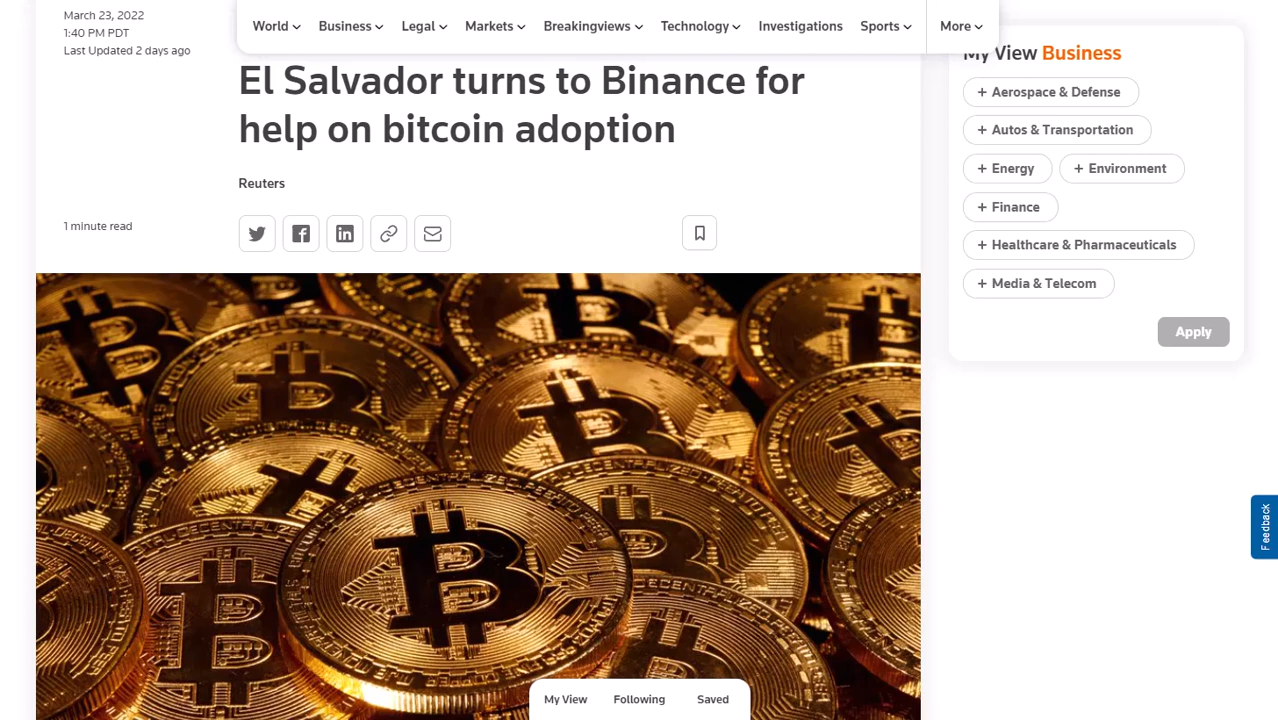 March 23, 2022
1:40 PM PDT
Last Updated 2 days ago
World
Business
Legal
Markets
Breakingviews
Technology
Investigations
Sports
More
El Salvador turns to Binance for
help on bitcoin adoption
Reuters
1 minute read
My View Business
+ Aerospace & Defense
+ Autos & Transportation
+ Energy
+ Environment
+ Finance
+ Healthcare & Pharmaceuticals
+ Media & Telecom
Apply
Feedback
DECENTRALIZED
My View
Following
Saved